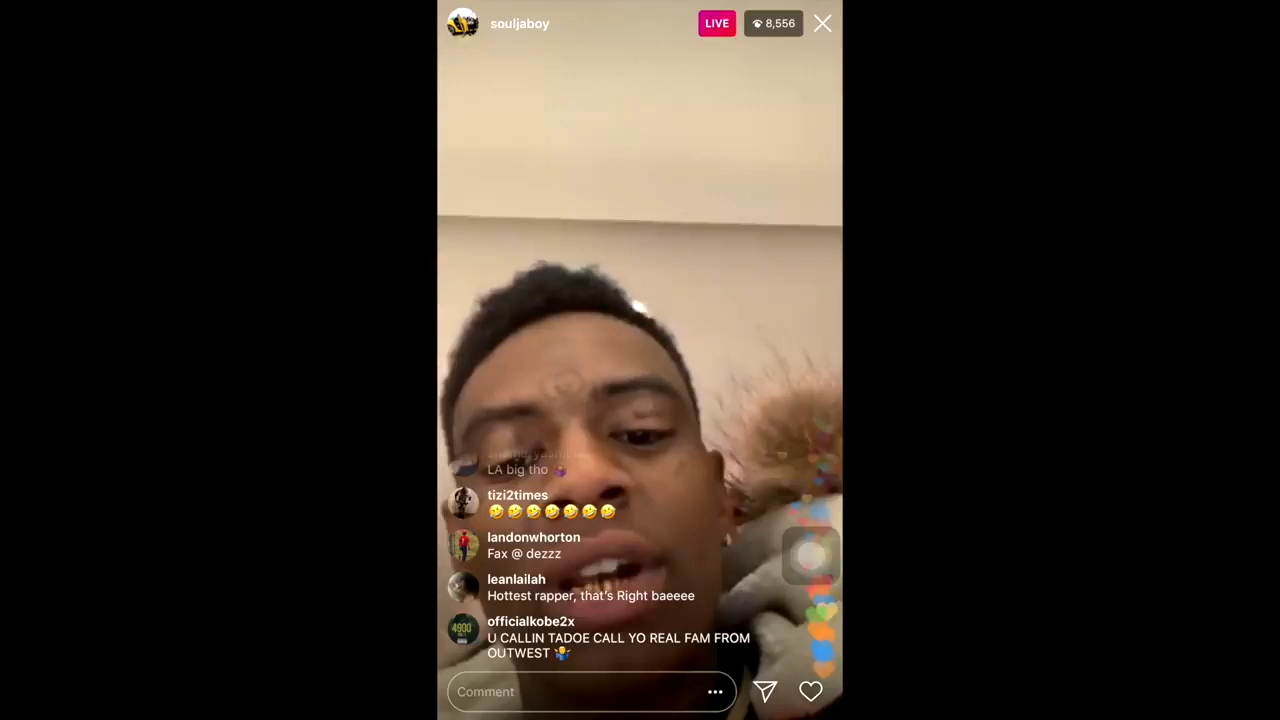 souljaboy
LIVE
8,556
LA big tho
tizi2times
🤣🤣🤣🤣🤣🤣🤣
landonwhorton
Fax @ dezzz
leanlailah
Hottest rapper, that's Right baeeee
4900
officialkobe2x
U CALLIN TADOE CALL YO REAL FAM FROM
OUTWEST 🤷‍♂️
Comment